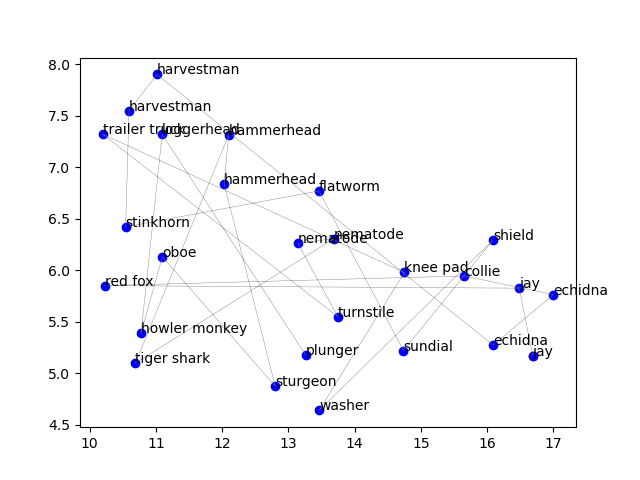 8.0
harvestman
7.5
harvestman
trailer truck
loggerhead
hammerhead
7.0
hammerhead
flatworm
6.5
stinkhorn
nematode
nematode
shield
oboe
6.0
knee pad
collie
red fox
jay
echidna
5.5
turnstile
howler monkey
echidna
sundial
plunger
jay
tiger shark
5.0
sturgeon
washer
4.5
10 11 12 13 14 15 16 17